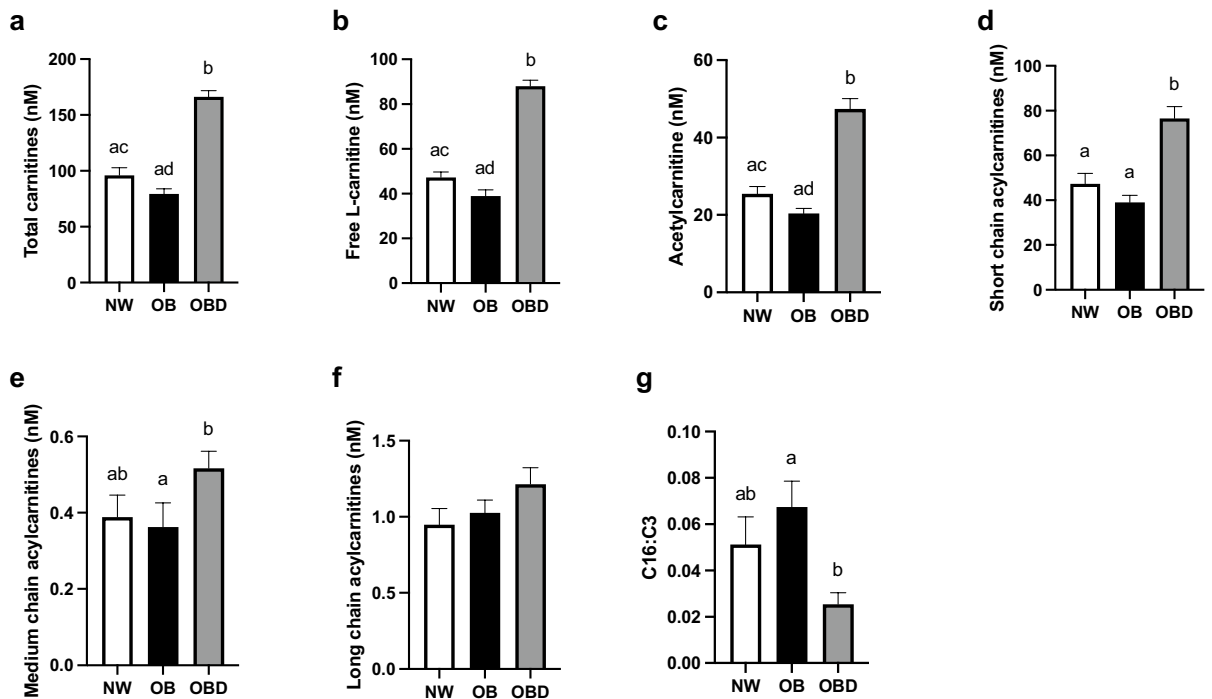 a
Total carnitines (nM)
200
150
100
50
0
ac
ad
b
NW OB OBD
b
Free L-carnitine (nM)
100
80
60
40
20
0
ac
ad
b
NW OB OBD
c
Acetylcarnitine (nM)
60
40
20
0
ac
ad
b
NW OB OBD
d
Short chain acylcarnitines (nM)
100
80
60
40
20
0
a
a
b
NW OB OBD
e
Medium chain acylcarnitines (nM)
0.6
0.4
0.2
0.0
ab
a
b
NW OB OBD
f
Long chain acylcarnitines (nM)
1.5
1.0
0.5
0.0
NW OB OBD
g
C16:C3
0.10
0.08
0.06
0.04
0.02
0.00
ab
a
b
NW OB OBD